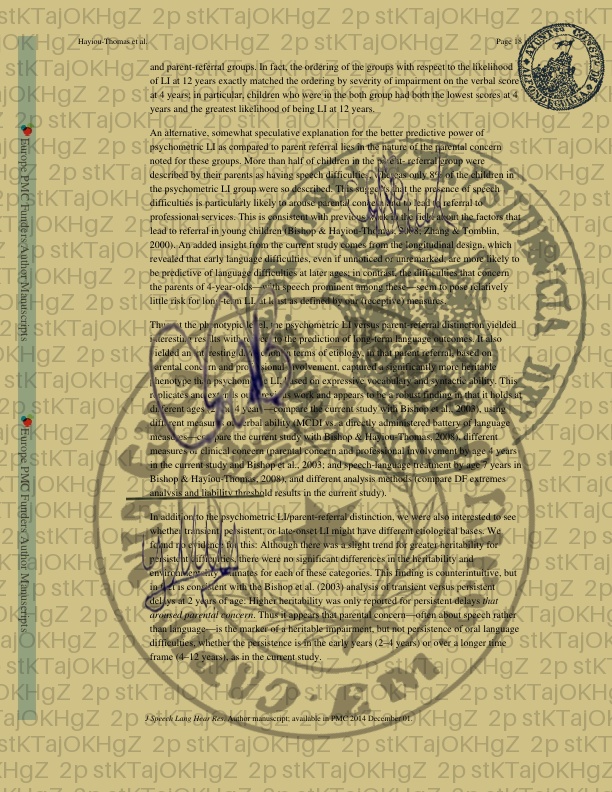 Hayiou-Thomas et al.
Page 18
and parent-referral groups. In fact, the ordering of the groups with respect to the likelihood
of LI at 12 years exactly matched the ordering by severity of impairment on the verbal score
at 4 years; in particular, children who were in the both group had both the lowest scores at 4
years and the greatest likelihood of being LI at 12 years.
An alternative, somewhat speculative explanation for the better predictive power of
psychometric LI as compared to parent referral lies in the nature of the parental concern
noted for these groups. More than half of children in the parent- referral group were
described by their parents as having speech difficulties, whereas only 8% of the children in
the psychometric LI group were so described. This suggests that the presence of speech
difficulties is particularly likely to arouse parental concern and to lead to referral to
professional services. This is consistent with previous work in the field about the factors that
lead to referral in young children (Bishop & Hayiou-Thomas, 2008; Zhang & Tomblin,
2000). An added insight from the current study comes from the longitudinal design, which
revealed that early language difficulties, even if unnoticed or unremarked, are more likely to
be predictive of language difficulties at later ages; in contrast, the difficulties that concern
the parents of 4-year-olds—with speech prominent among these—seem to pose relatively
little risk for long-term LI, at least as defined by our (receptive) measures.
Thus, at the phenotypic level, the psychometric LI versus parent-referral distinction yielded
interesting results with respect to the prediction of long-term language outcomes. It also
yielded an interesting distinction in terms of etiology, in that parent referral, based on
parental concern and professional involvement, captured a significantly more heritable
phenotype than psychometric LI, based on expressive vocabulary and syntactic ability. This
replicates and extends our previous work and appears to be a robust finding in that it holds at
different ages (2 vs. 4 years—compare the current study with Bishop et al., 2003), using
different measures of verbal ability (MCDI vs. a directly administered battery of language
measures—compare the current study with Bishop & Hayiou-Thomas, 2008), different
measures of clinical concern (parental concern and professional involvement by age 4 years
in the current study and Bishop et al., 2003; and speech-language treatment by age 7 years in
Bishop & Hayiou-Thomas, 2008), and different analysis methods (compare DF extremes
analysis and liability threshold results in the current study).
In addition to the psychometric LI/parent-referral distinction, we were also interested to see
whether transient, persistent, or late-onset LI might have different etiological bases. We
found no evidence for this: Although there was a slight trend for greater heritability for
persistent difficulties, there were no significant differences in the heritability and
environmentality estimates for each of these categories. This finding is counterintuitive, but
in fact is consistent with the Bishop et al. (2003) analysis of transient versus persistent
delays at 2 years of age. Higher heritability was only reported for persistent delays that
aroused parental concern. Thus it appears that parental concern—often about speech rather
than language—is the marker of a heritable impairment, but not persistence of oral language
difficulties, whether the persistence is in the early years (2–4 years) or over a longer time
frame (4–12 years), as in the current study.
J Speech Lang Hear Res. Author manuscript; available in PMC 2014 December 01.
Europe PMC Funders Author Manuscripts
Europe PMC Funders Author Manuscripts
2p stKTajOKHgZ